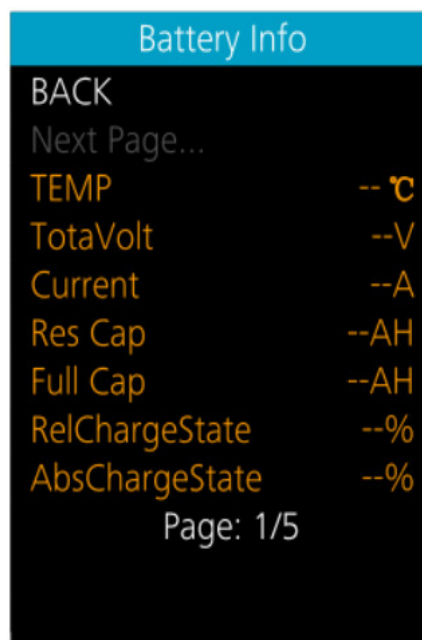 Battery Info
BACK
Next Page...
TEMP -- ℃
TotaVolt --V
Current --A
Res Cap --AH
Full Cap --AH
RelChargeState --%
AbsChargeState --%
Page: 1/5